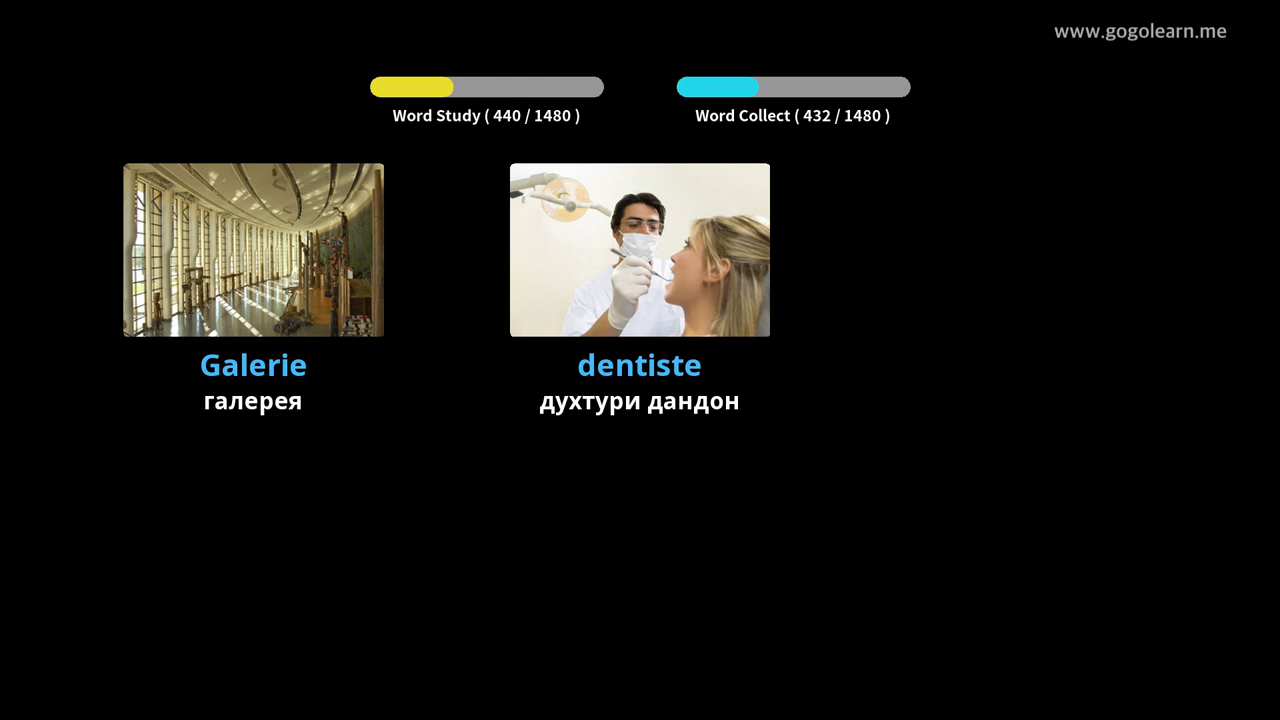 www.gogolearn.me
Word Study ( 440 / 1480 )
Word Collect ( 432 / 1480 )
Galerie
галерея
dentiste
духтури дандон